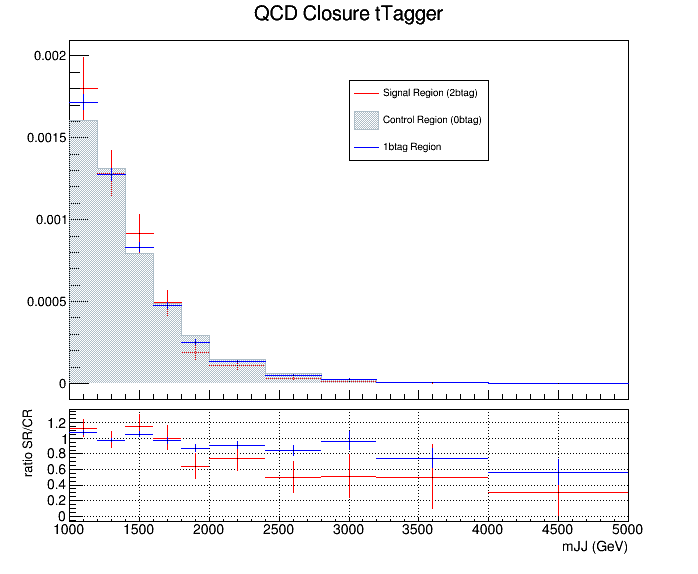 QCD Closure tTagger
0.002
0.0015
0.001
0.0005
0
Signal Region (2btag)
Control Region (0btag)
1btag Region
ratio SR/CR
1.2
1
0.8
0.6
0.4
0.2
0
1000 1500 2000 2500 3000 3500 4000 4500 5000
mJJ (GeV)